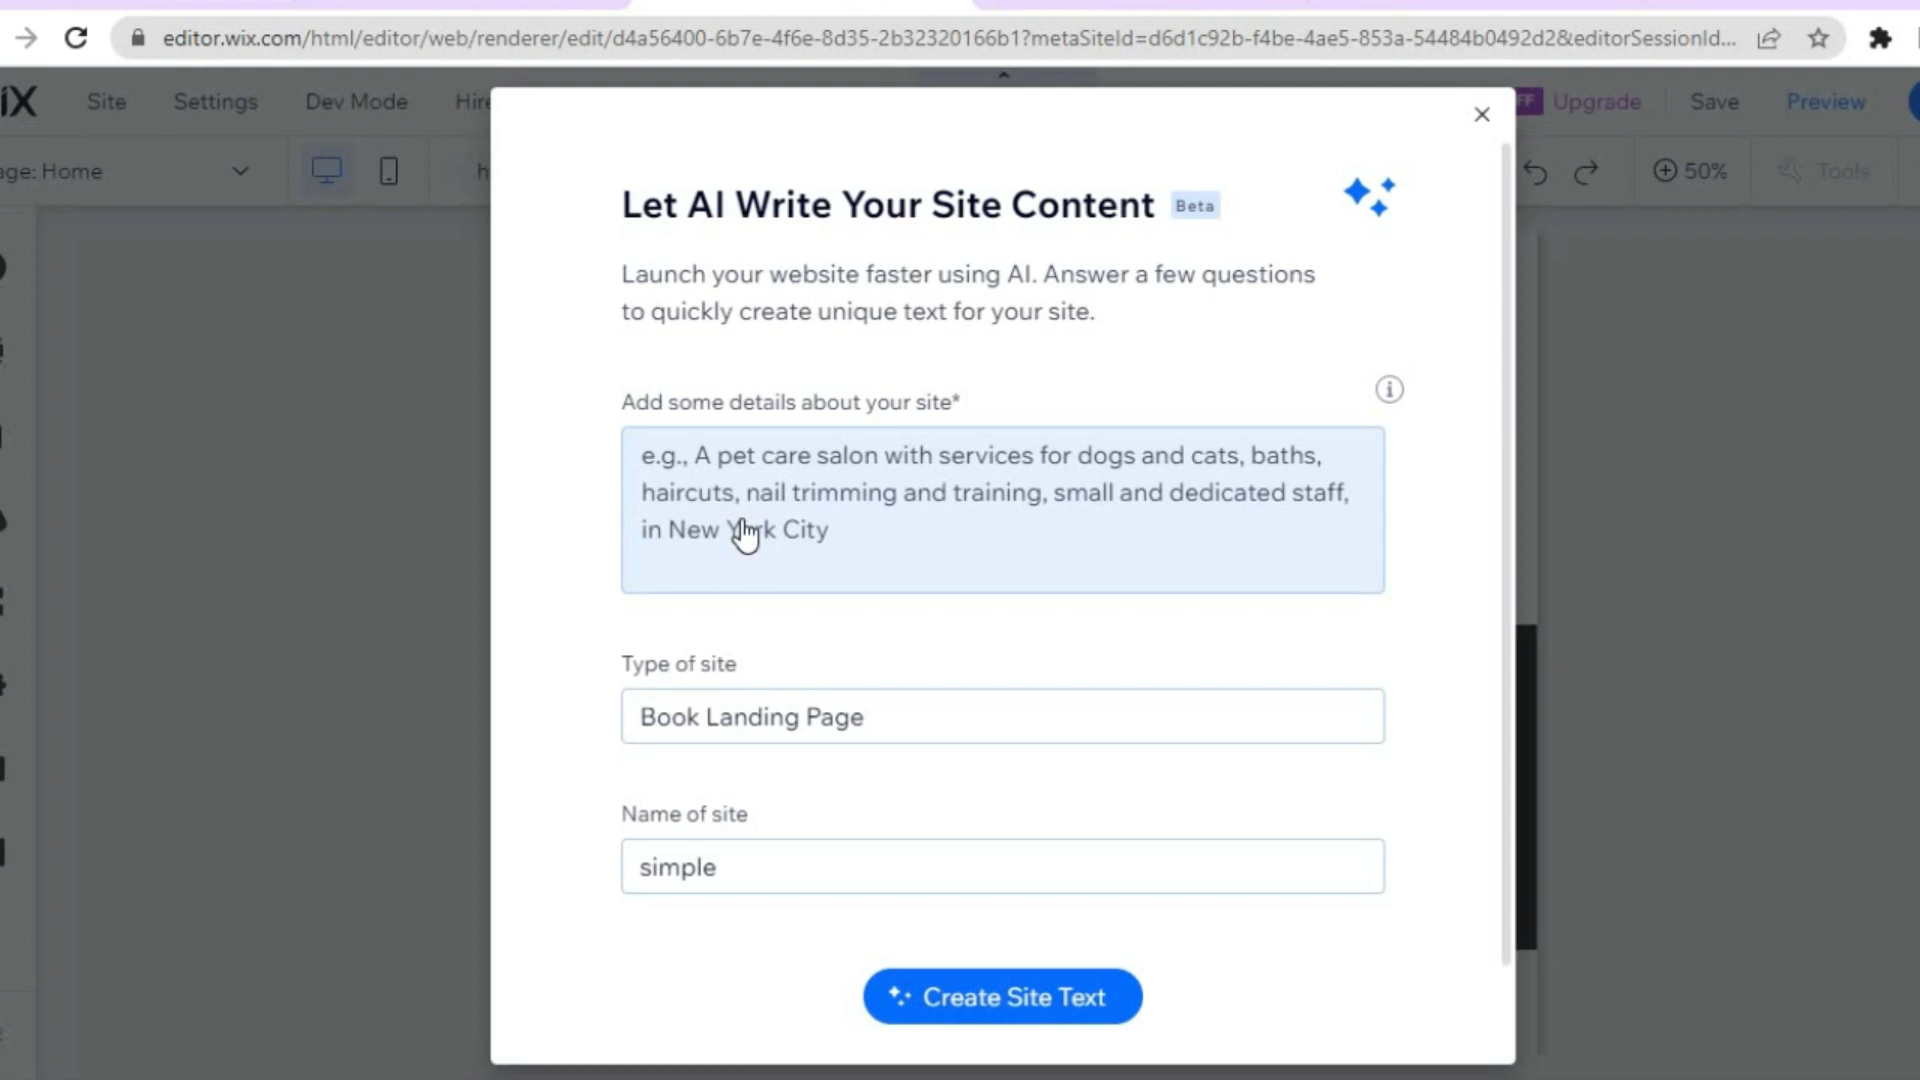 editor.wix.com/html/editor/web/renderer/edit/d4a56400-6b7e-4f6e-8d35-2b32320166b1?metaSiteId=d6d1c92b-f4be-4ae5-853a-54484b0492d2&editorSessionId...
iX Site Settings Dev Mode Hire Upgrade Save Preview
age: Home 50% Tools
Let AI Write Your Site Content Beta
Launch your website faster using AI. Answer a few questions
to quickly create unique text for your site.
Add some details about your site*
e.g., A pet care salon with services for dogs and cats, baths,
haircuts, nail trimming and training, small and dedicated staff,
in New York City
Type of site
Book Landing Page
Name of site
simple
Create Site Text